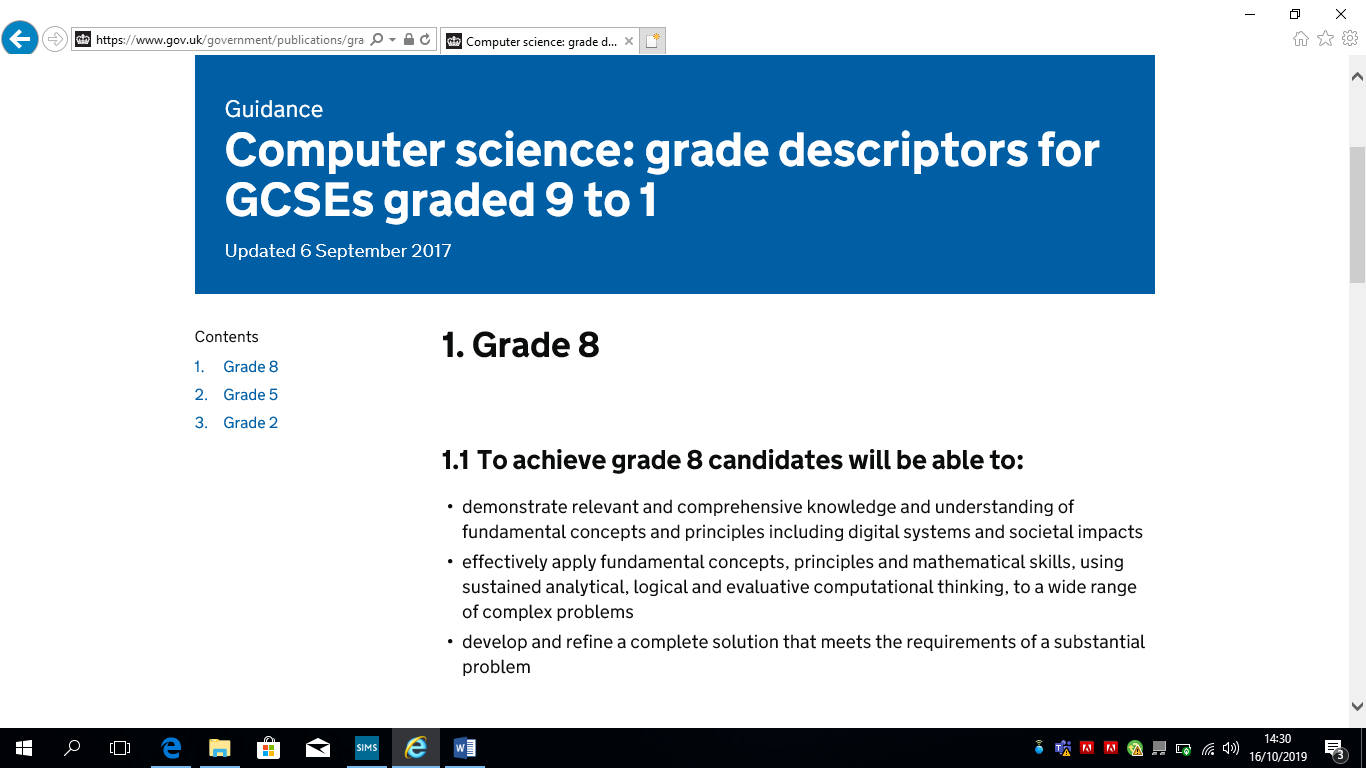 https://www.gov.uk/government/publications/gra
Computer science: grade d...
Guidance
Computer science: grade descriptors for
GCSEs graded 9 to 1
Updated 6 September 2017
Contents
1. Grade 8
2. Grade 5
3. Grade 2
1. Grade 8
1.1 To achieve grade 8 candidates will be able to:
• demonstrate relevant and comprehensive knowledge and understanding of
fundamental concepts and principles including digital systems and societal impacts
• effectively apply fundamental concepts, principles and mathematical skills, using
sustained analytical, logical and evaluative computational thinking, to a wide range
of complex problems
• develop and refine a complete solution that meets the requirements of a substantial
problem
SIMS
14:30
16/10/2019
3